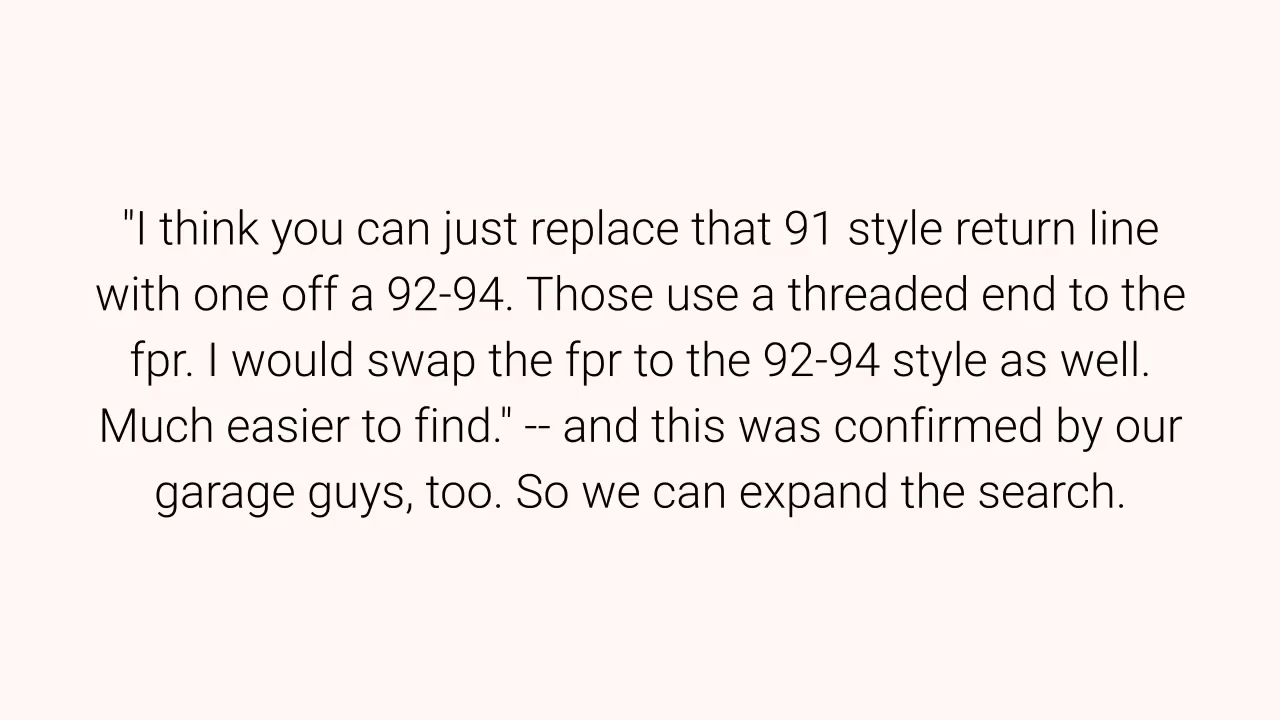 "I think you can just replace that 91 style return line
with one off a 92-94. Those use a threaded end to the
fpr. I would swap the fpr to the 92-94 style as well.
Much easier to find." -- and this was confirmed by our
garage guys, too. So we can expand the search.